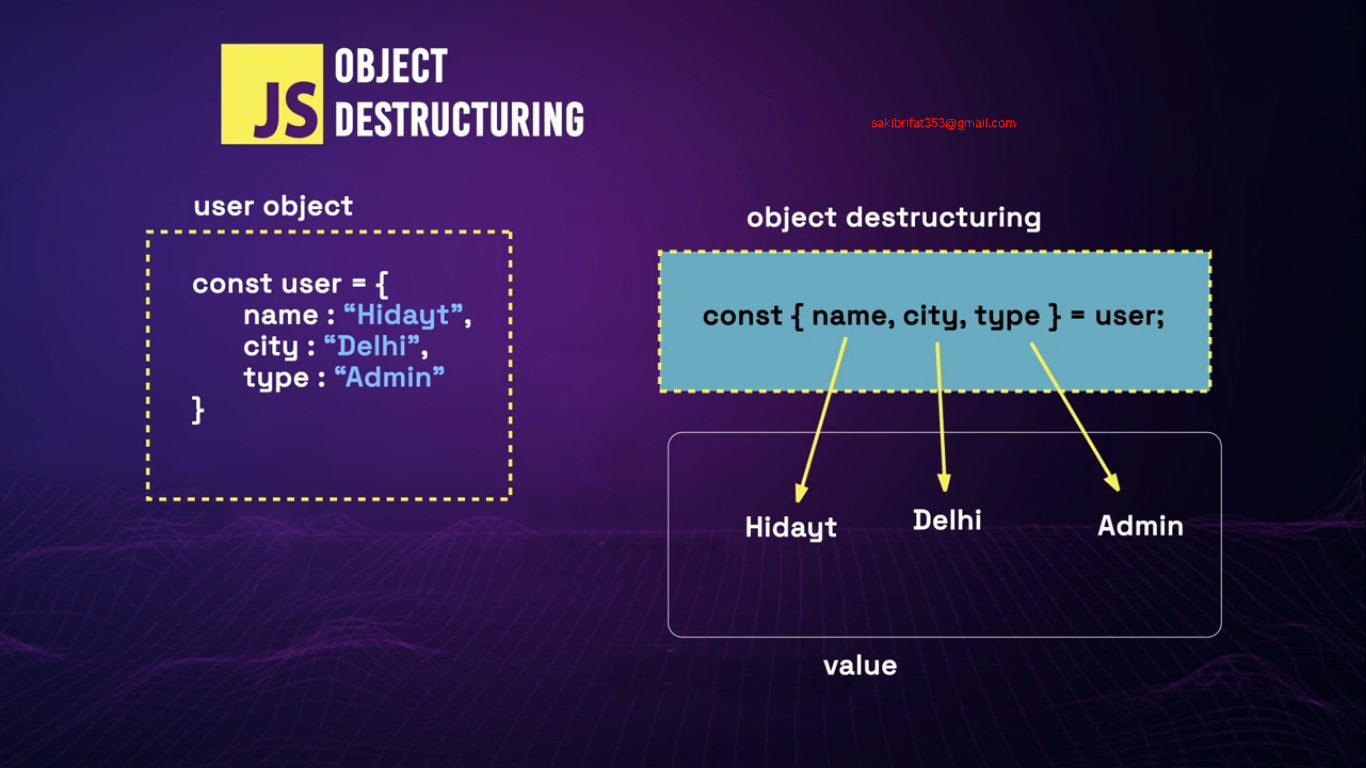 JS
OBJECT
DESTRUCTURING
sakibrifat353@gmail.com
user object
const user = {
name : “Hidayt”,
city : “Delhi”,
type : “Admin”
}
object destructuring
const { name, city, type } = user;
Hidayt Delhi Admin
value